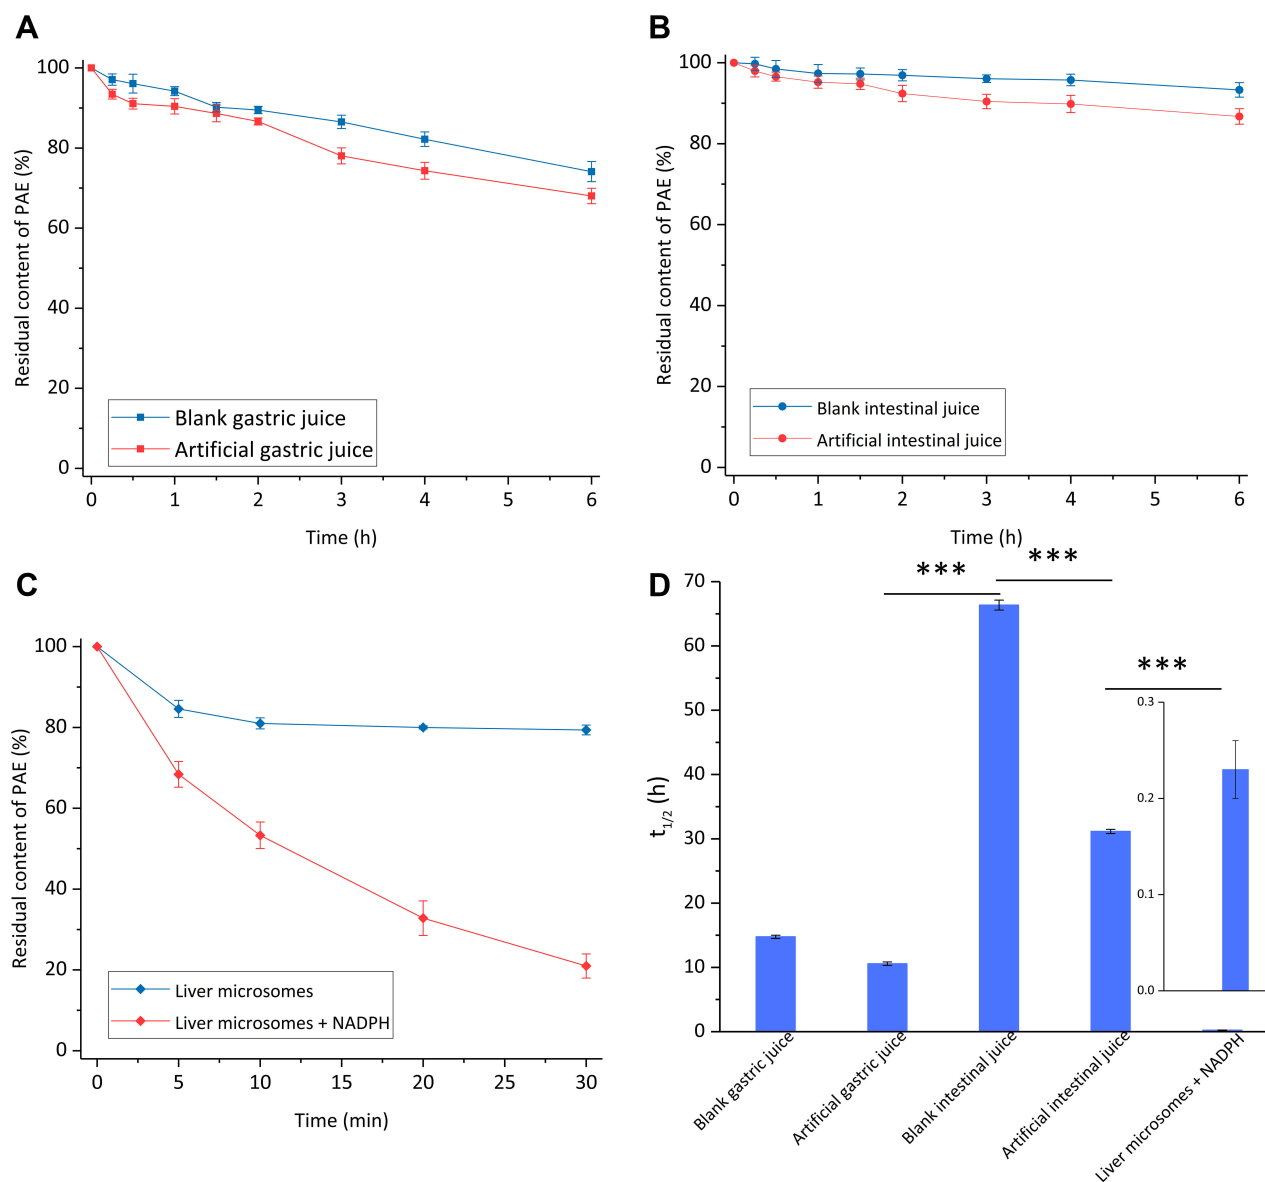 A
100
80
60
40
20
0
Residual content of PAE (%)
Blank gastric juice
Artificial gastric juice
0 1 2 3 4 5 6
Time (h)
B
100
80
60
40
20
0
Residual content of PAE (%)
Blank intestinal juice
Artificial intestinal juice
0 1 2 3 4 5 6
Time (h)
C
100
80
60
40
20
0
Residual content of PAE (%)
Liver microsomes
Liver microsomes + NADPH
0 5 10 15 20 25 30
Time (min)
D
*** ***
***
70
60
50
40
30
20
10
0
t1/2 (h)
0.3
0.2
0.1
0.0
Blank gastric juice
Artificial gastric juice
Blank intestinal juice
Artificial intestinal juice
Liver microsomes + NADPH